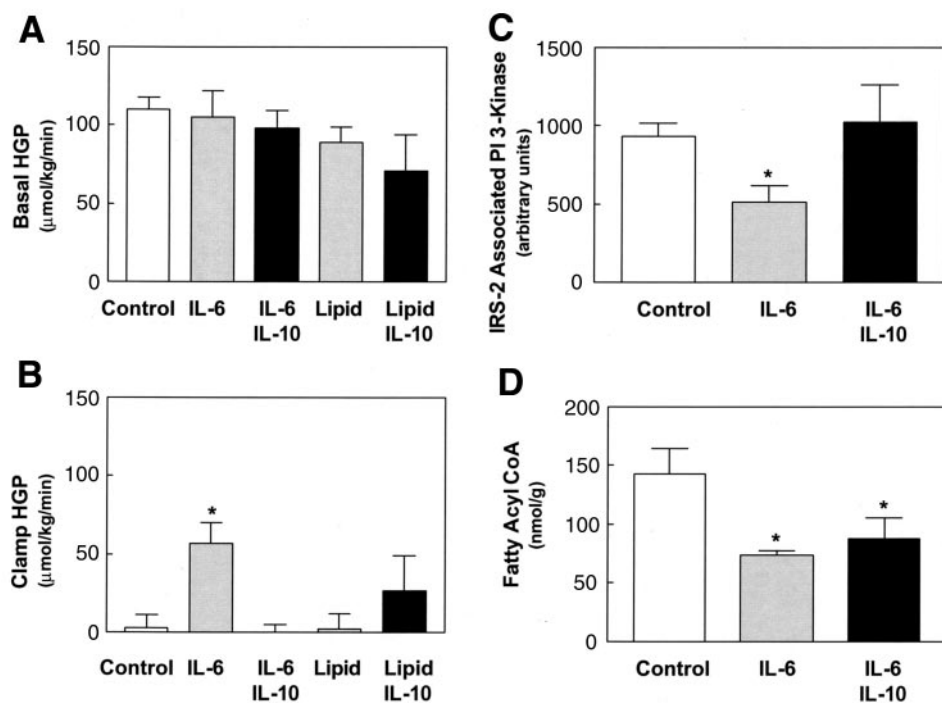 A
Basal HGP
(μmol/kg/min)
150
100
50
0
Control IL-6 IL-6 Lipid Lipid
IL-10 IL-10
B
Clamp HGP
(μmol/kg/min)
150
100
50
0
*
Control IL-6 IL-6 Lipid Lipid
IL-10 IL-10
C
IRS-2 Associated PI 3-Kinase
(arbitrary units)
1500
1000
500
0
*
Control IL-6 IL-6
IL-10
D
Fatty Acyl CoA
(nmol/g)
200
150
100
50
0
* *
Control IL-6 IL-6
IL-10